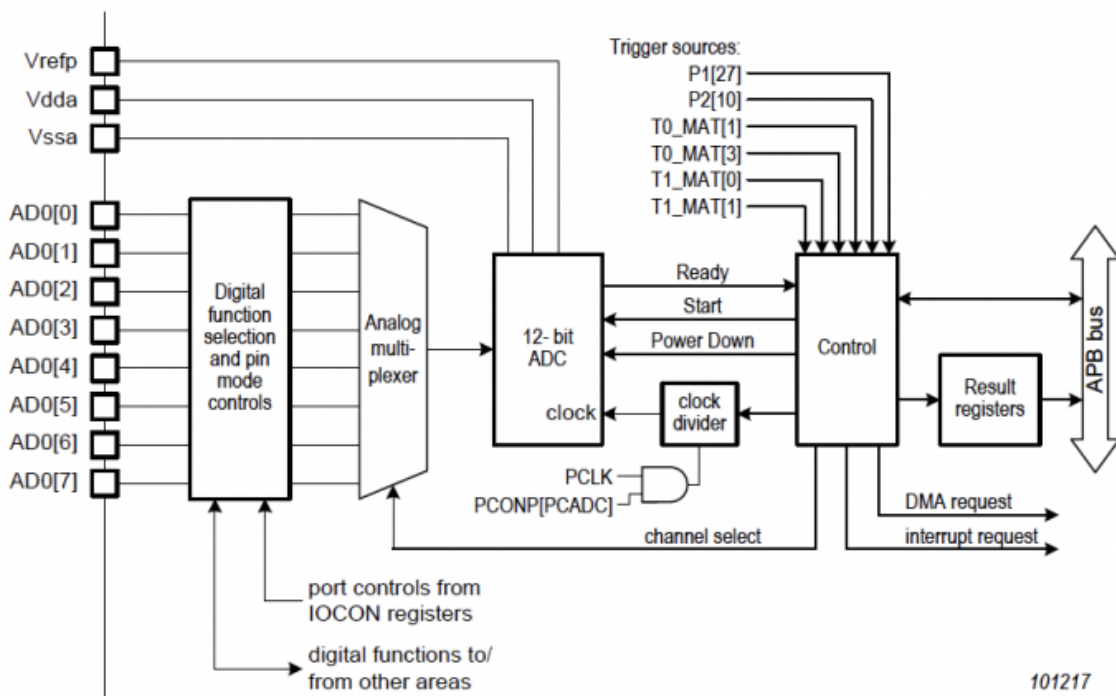 Vrefp
Vdda
Vssa
AD0[0]
AD0[1]
AD0[2]
AD0[3]
AD0[4]
AD0[5]
AD0[6]
AD0[7]
Digital
function
selection
and pin
mode
controls
Analog
multi-
plexer
12- bit
ADC
clock
Trigger sources:
P1[27]
P2[10]
T0_MAT[1]
T0_MAT[3]
T1_MAT[0]
T1_MAT[1]
Ready
Start
Power Down
clock
divider
PCLK
PCONP[PCADC]
channel select
Control
Result
registers
APB bus
DMA request
interrupt request
port controls from
IOCON registers
digital functions to/
from other areas
101217